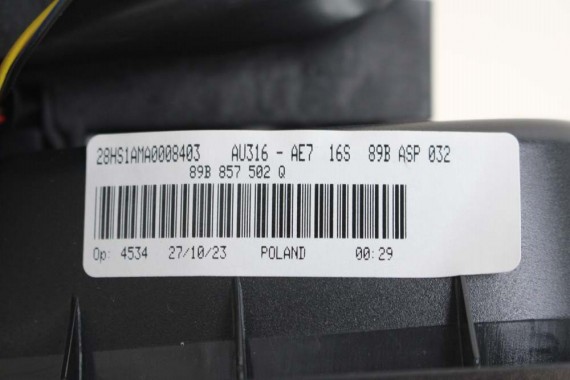 28HS1AMA0008403 AU316 - AE7 16S 89B ASP 032
89B 857 502 Q
Op: 4534 27/10/23 POLAND 00:29